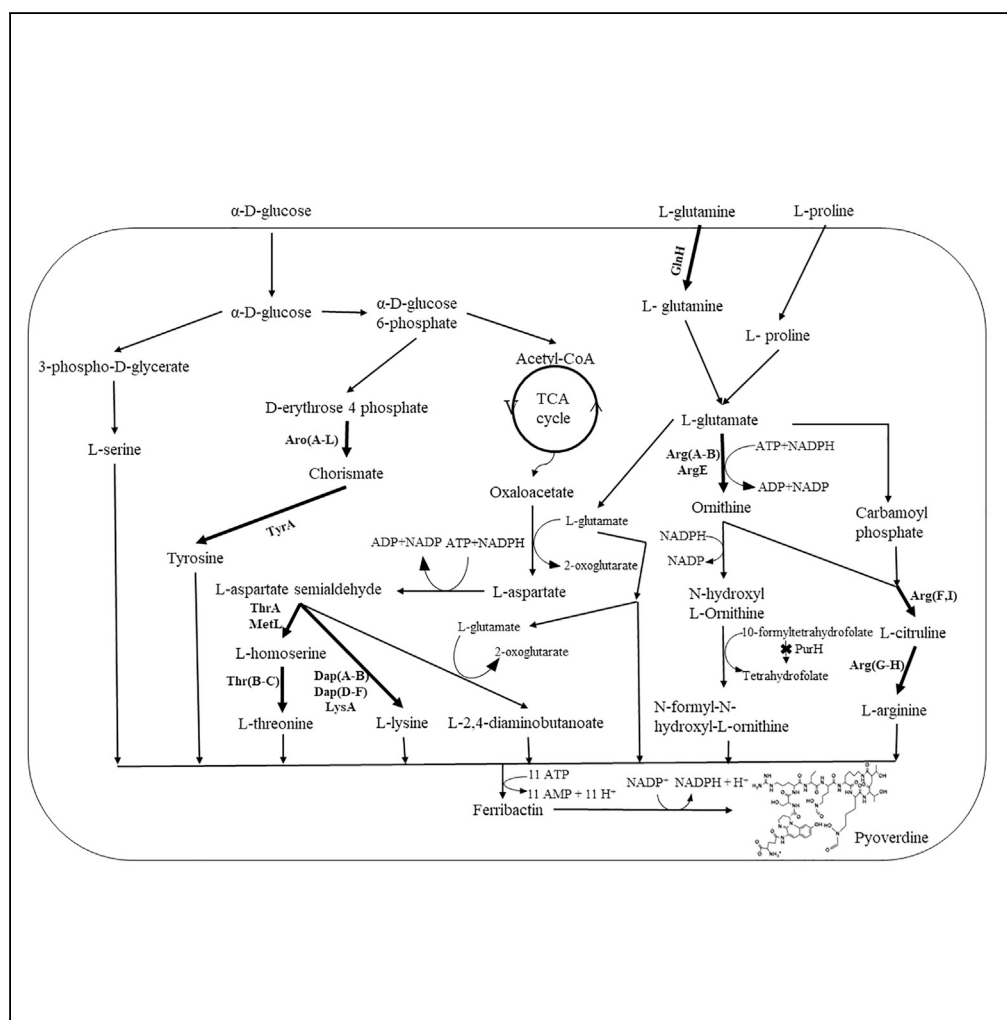 α-D-glucose
L-glutamine
L-proline
GlnH
α-D-glucose
α-D-glucose
6-phosphate
L- glutamine
L- proline
3-phospho-D-glycerate
Acetyl-CoA
TCA
cycle
D-erythrose 4 phosphate
L-glutamate
Aro(A-L)
L-serine
Arg(A-B)
ArgE
ATP+NADPH
ADP+NADP
Chorismate
Oxaloacetate
Ornithine
Carbamoyl
phosphate
TyrA
L-glutamate
NADPH
NADP
Tyrosine
ADP+NADP
ATP+NADPH
2-oxoglutarate
L-aspartate semialdehyde
L-aspartate
N-hydroxyl
L-Ornithine
Arg(F,I)
ThrA
MetL
L-glutamate
10-formyltetrahydrofolate
PurH
Tetrahydrofolate
L-citruline
L-homoserine
2-oxoglutarate
Thr(B-C)
Dap(A-B)
Dap(D-F)
LysA
Arg(G-H)
L-threonine
L-lysine
L-2,4-diaminobutanoate
N-formyl-N-
hydroxyl-L-ornithine
L-arginine
11 ATP
11 AMP + 11 H⁺
NADP⁺
NADPH + H⁺
Ferribactin
Pyoverdine